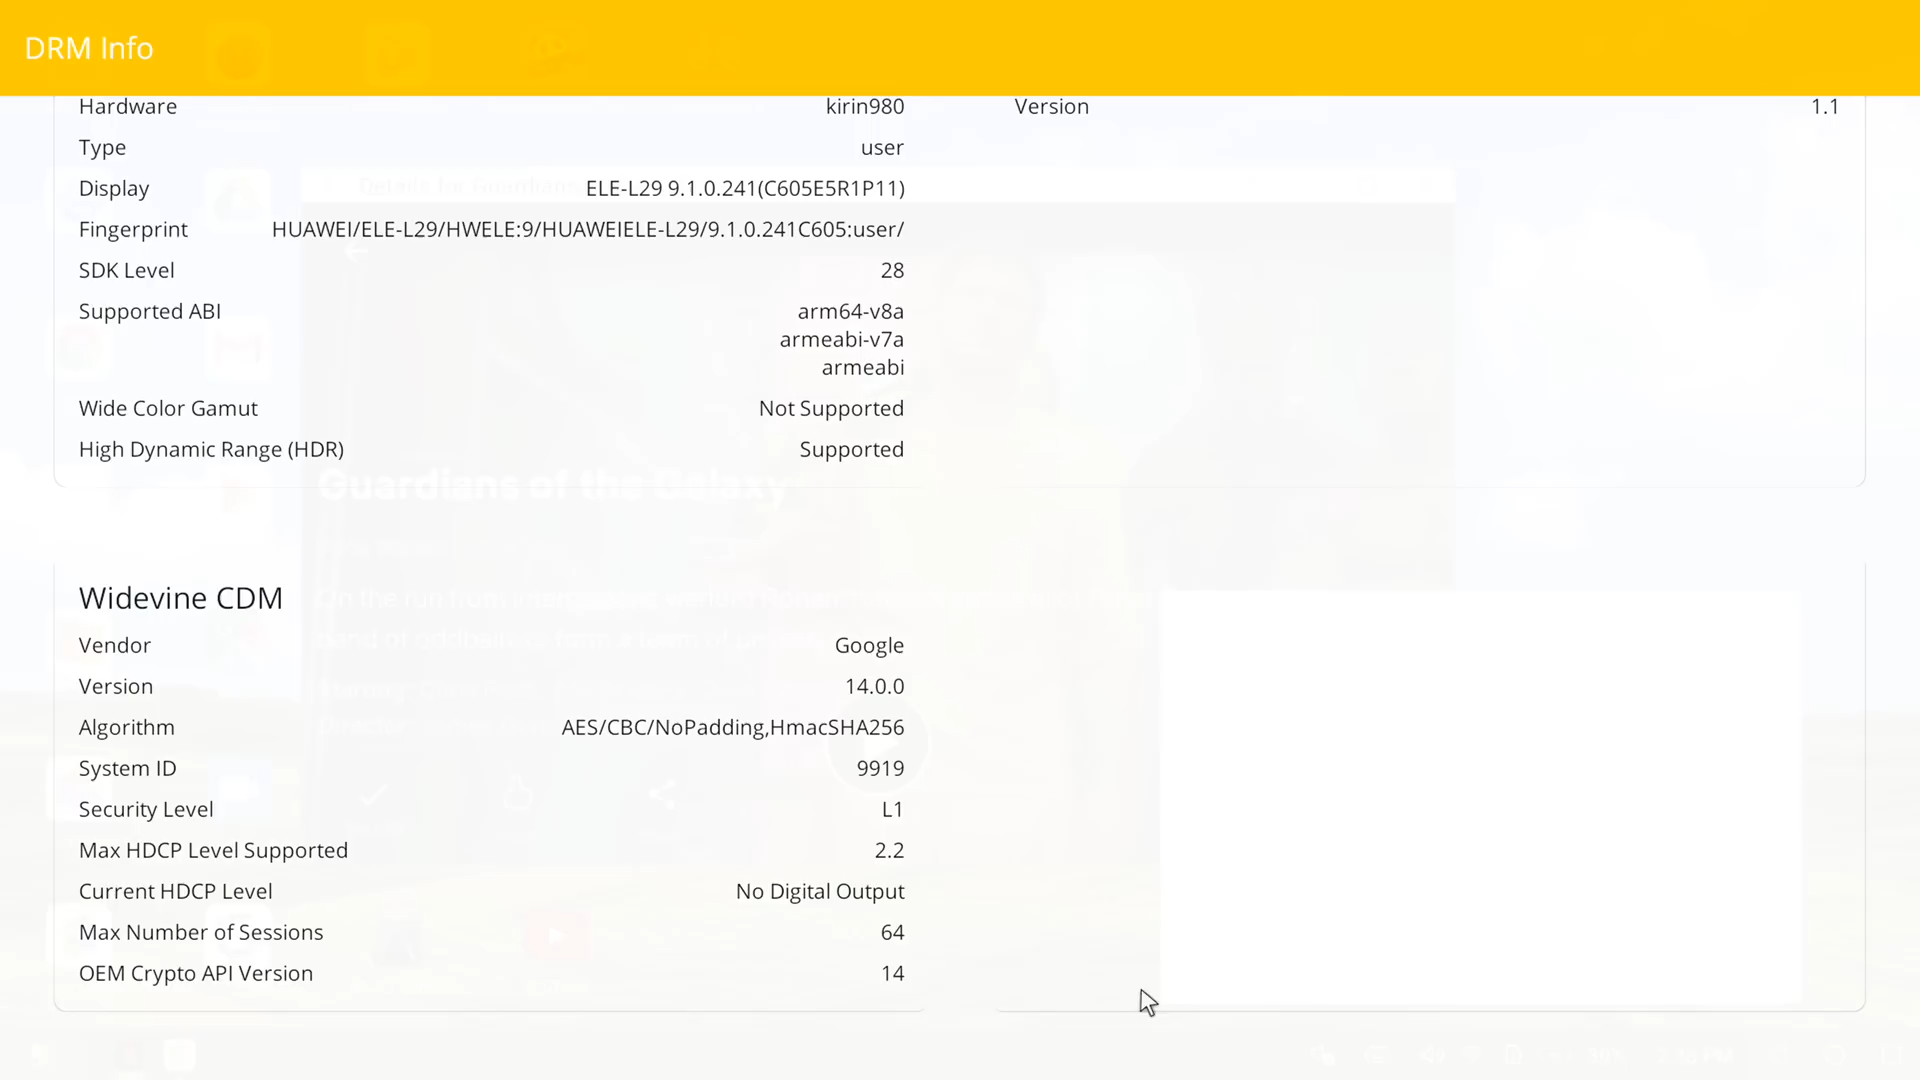 DRM Info
Hardware kirin980
Version 1.1
Type user
Display ELE-L29 9.1.0.241(C605E5R1P11)
Fingerprint HUAWEI/ELE-L29/HWELE:9/HUAWEIELE-L29/9.1.0.241C605:user/
SDK Level 28
Supported ABI arm64-v8a
armeabi-v7a
armeabi
Wide Color Gamut Not Supported
High Dynamic Range (HDR) Supported
Guardians of the Galaxy
Widevine CDM
Vendor Google
Version 14.0.0
Algorithm AES/CBC/NoPadding,HmacSHA256
System ID 9919
Security Level L1
Max HDCP Level Supported 2.2
Current HDCP Level No Digital Output
Max Number of Sessions 64
OEM Crypto API Version 14